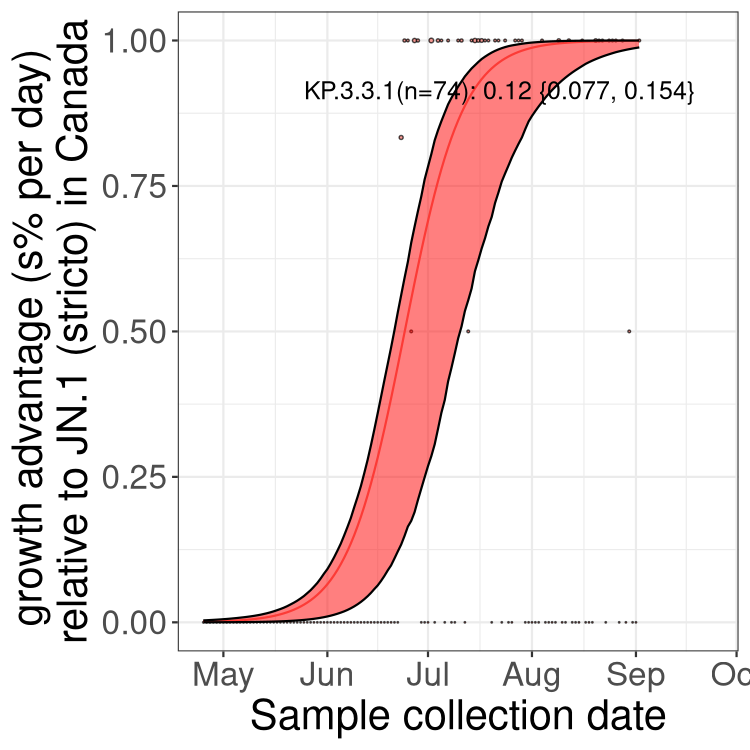 growth advantage (s% per day)
relative to JN.1 (stricto) in Canada
1.00
KP.3.3.1(n=74): 0.12 {0.077, 0.154}
0.75
0.50
0.25
0.00
May Jun Jul Aug Sep Oc
Sample collection date